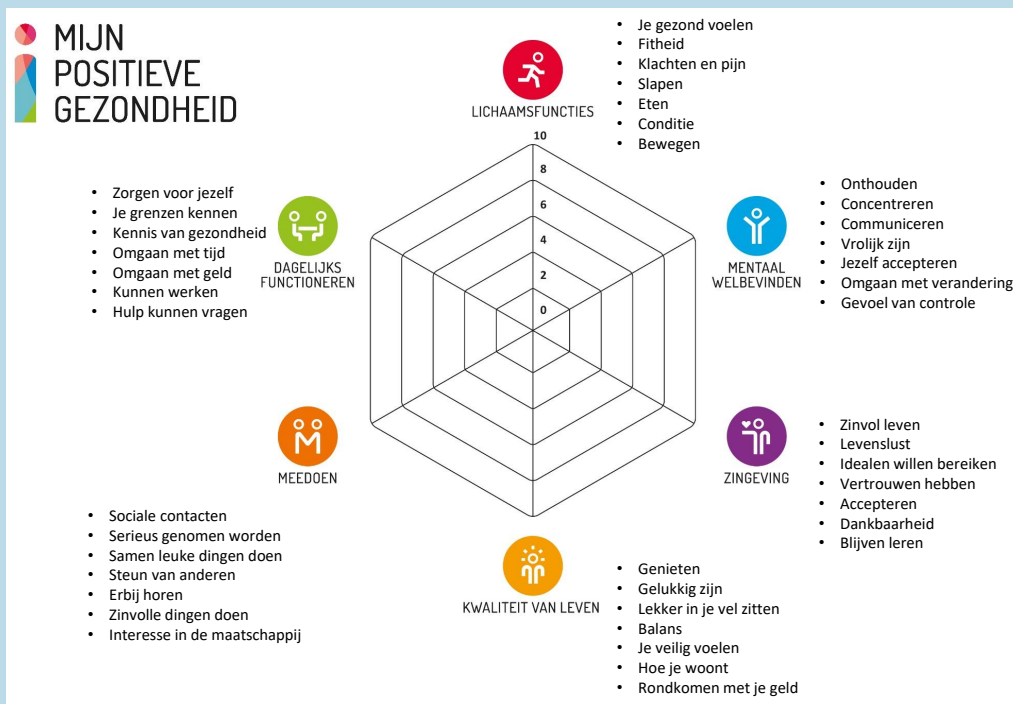 MIJN
POSITIEVE
GEZONDHEID
LICHAAMSFUNCTIES
• Je gezond voelen
• Fitheid
• Klachten en pijn
• Slapen
• Eten
• Conditie
• Bewegen
10
8
6
4
2
0
MENTAAL
WELBEVINDEN
• Onthouden
• Concentreren
• Communiceren
• Vrolijk zijn
• Jezelf accepteren
• Omgaan met verandering
• Gevoel van controle
ZINGEVING
• Zinvol leven
• Levenslust
• Idealen willen bereiken
• Vertrouwen hebben
• Accepteren
• Dankbaarheid
• Blijven leren
KWALITEIT VAN LEVEN
• Genieten
• Gelukkig zijn
• Lekker in je vel zitten
• Balans
• Je veilig voelen
• Hoe je woont
• Rondkomen met je geld
MEEDOEN
• Sociale contacten
• Serieus genomen worden
• Samen leuke dingen doen
• Steun van anderen
• Erbij horen
• Zinvolle dingen doen
• Interesse in de maatschappij
DAGELIJKS
FUNCTIONEREN
• Zorgen voor jezelf
• Je grenzen kennen
• Kennis van gezondheid
• Omgaan met tijd
• Omgaan met geld
• Kunnen werken
• Hulp kunnen vragen